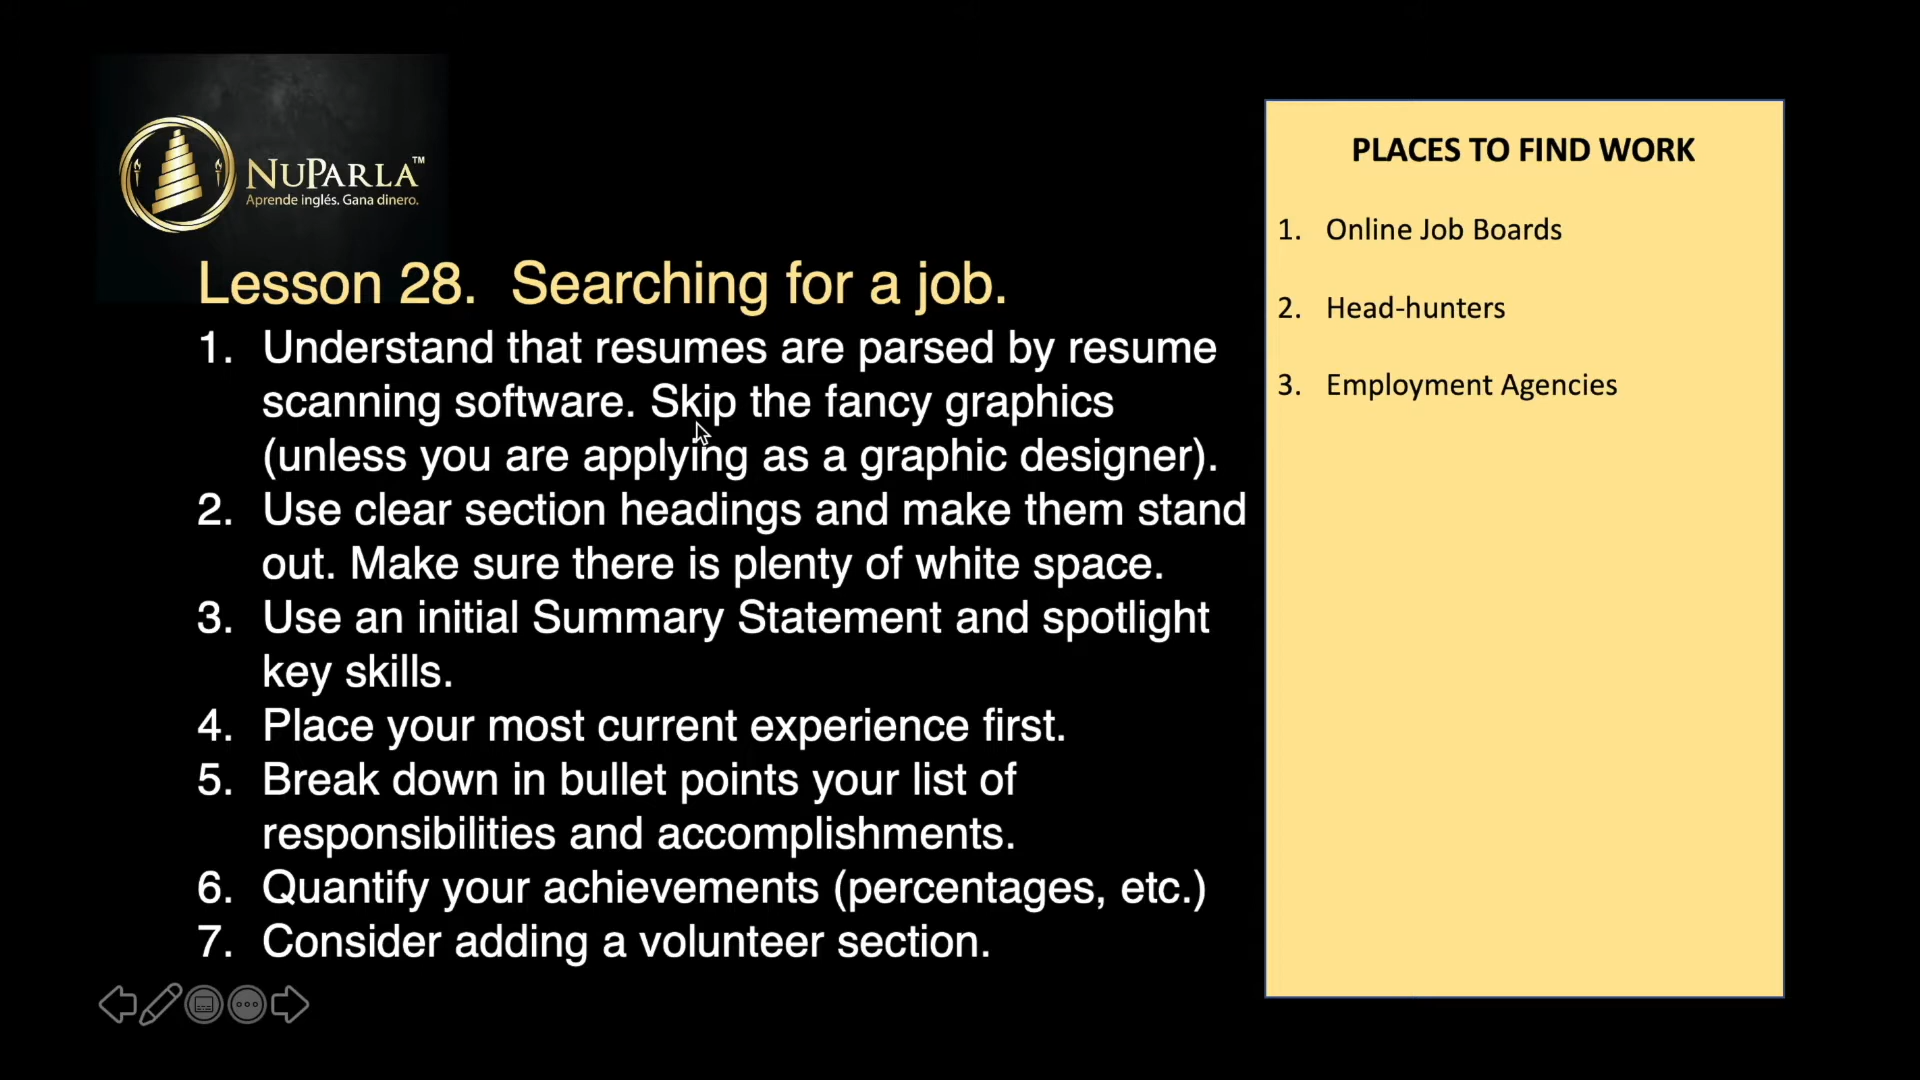 NUPARLA™
Aprende inglés. Gana dinero.
Lesson 28. Searching for a job.
1. Understand that resumes are parsed by resume
scanning software. Skip the fancy graphics
(unless you are applying as a graphic designer).
2. Use clear section headings and make them stand
out. Make sure there is plenty of white space.
3. Use an initial Summary Statement and spotlight
key skills.
4. Place your most current experience first.
5. Break down in bullet points your list of
responsibilities and accomplishments.
6. Quantify your achievements (percentages, etc.)
7. Consider adding a volunteer section.
PLACES TO FIND WORK
1. Online Job Boards
2. Head-hunters
3. Employment Agencies